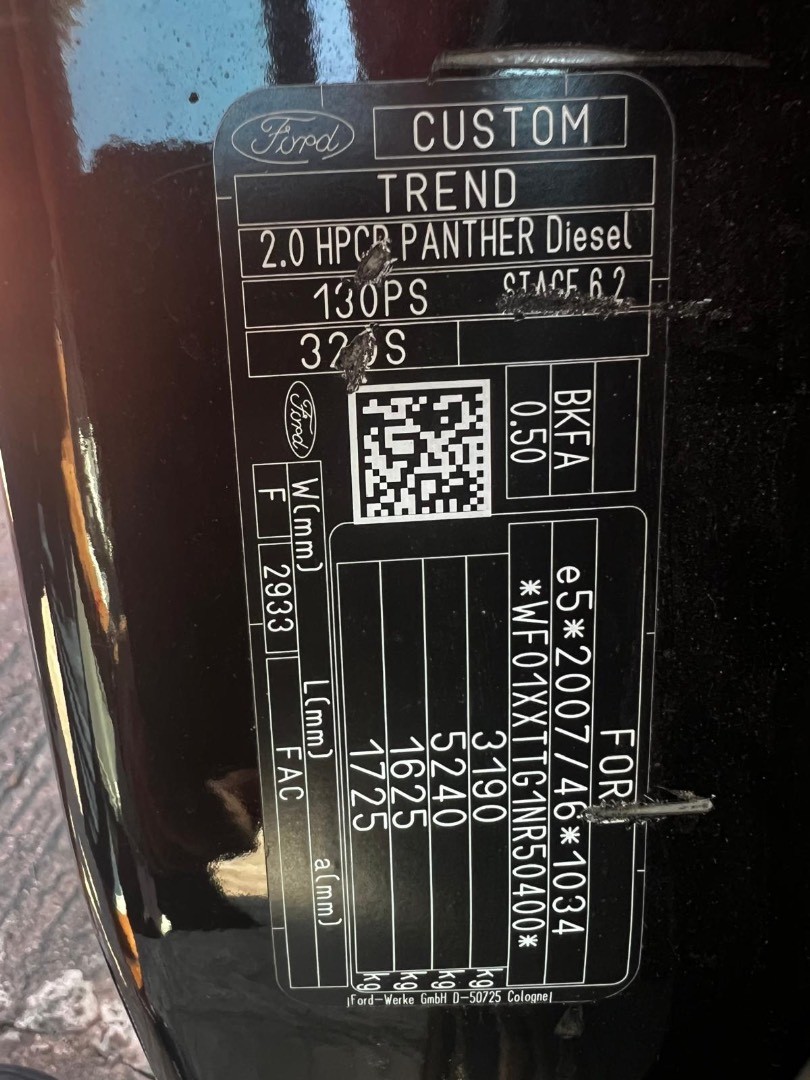 Ford CUSTOM
TREND
2.0 HPCR PANTHER Diesel
130PS STAGE 6.2
320S
Ford
BKFA
0.50
FOR
e5*2007/46*1034
*WF01XXTTG1NR50400*
3190 kg
5240 kg
1625 kg
1725 kg
W(mm) L(mm) a(mm)
F 2933 FAC
Ford-Werke GmbH D-50725 Cologne